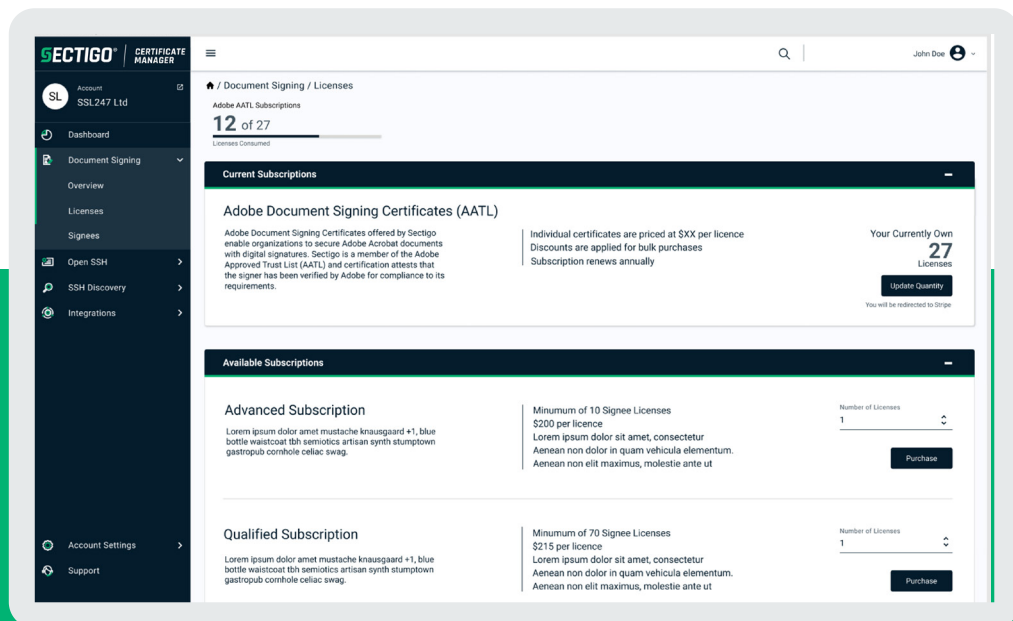 SECTIGO® CERTIFICATE
MANAGER
John Doe
SL
Account
SSL247 Ltd
Dashboard
Document Signing
Overview
Licenses
Signees
Open SSH
SSH Discovery
Integrations
Account Settings
Support
/ Document Signing / Licenses
Adobe AATL Subscriptions
12 of 27
Licenses Consumed
Current Subscriptions
Adobe Document Signing Certificates (AATL)
Adobe Document Signing Certificates offered by Sectigo
enable organizations to secure Adobe Acrobat documents
with digital signatures. Sectigo is a member of the Adobe
Approved Trust List (AATL) and certification attests that
the signer has been verified by Adobe for compliance to its
requirements.
Individual certificates are priced at $XX per licence
Discounts are applied for bulk purchases
Subscription renews annually
Your Currently Own
27
Licenses
Update Quantity
You will be redirected to Stripe
Available Subscriptions
Advanced Subscription
Lorem ipsum dolor amet mustache knausgaard +1, blue
bottle waistcoat tbh semiotics artisan synth stumptown
gastropub cornhole celiac swag.
Minimum of 10 Signee Licenses
$200 per licence
Lorem ipsum dolor sit amet, consectetur
Aenean non dolor in quam vehicula elementum.
Aenean non elit maximus, molestie ante ut
Number of Licenses
1
Purchase
Qualified Subscription
Lorem ipsum dolor amet mustache knausgaard +1, blue
bottle waistcoat tbh semiotics artisan synth stumptown
gastropub cornhole celiac swag.
Minimum of 70 Signee Licenses
$215 per licence
Lorem ipsum dolor sit amet, consectetur
Aenean non dolor in quam vehicula elementum.
Aenean non elit maximus, molestie ante ut
Number of Licenses
1
Purchase